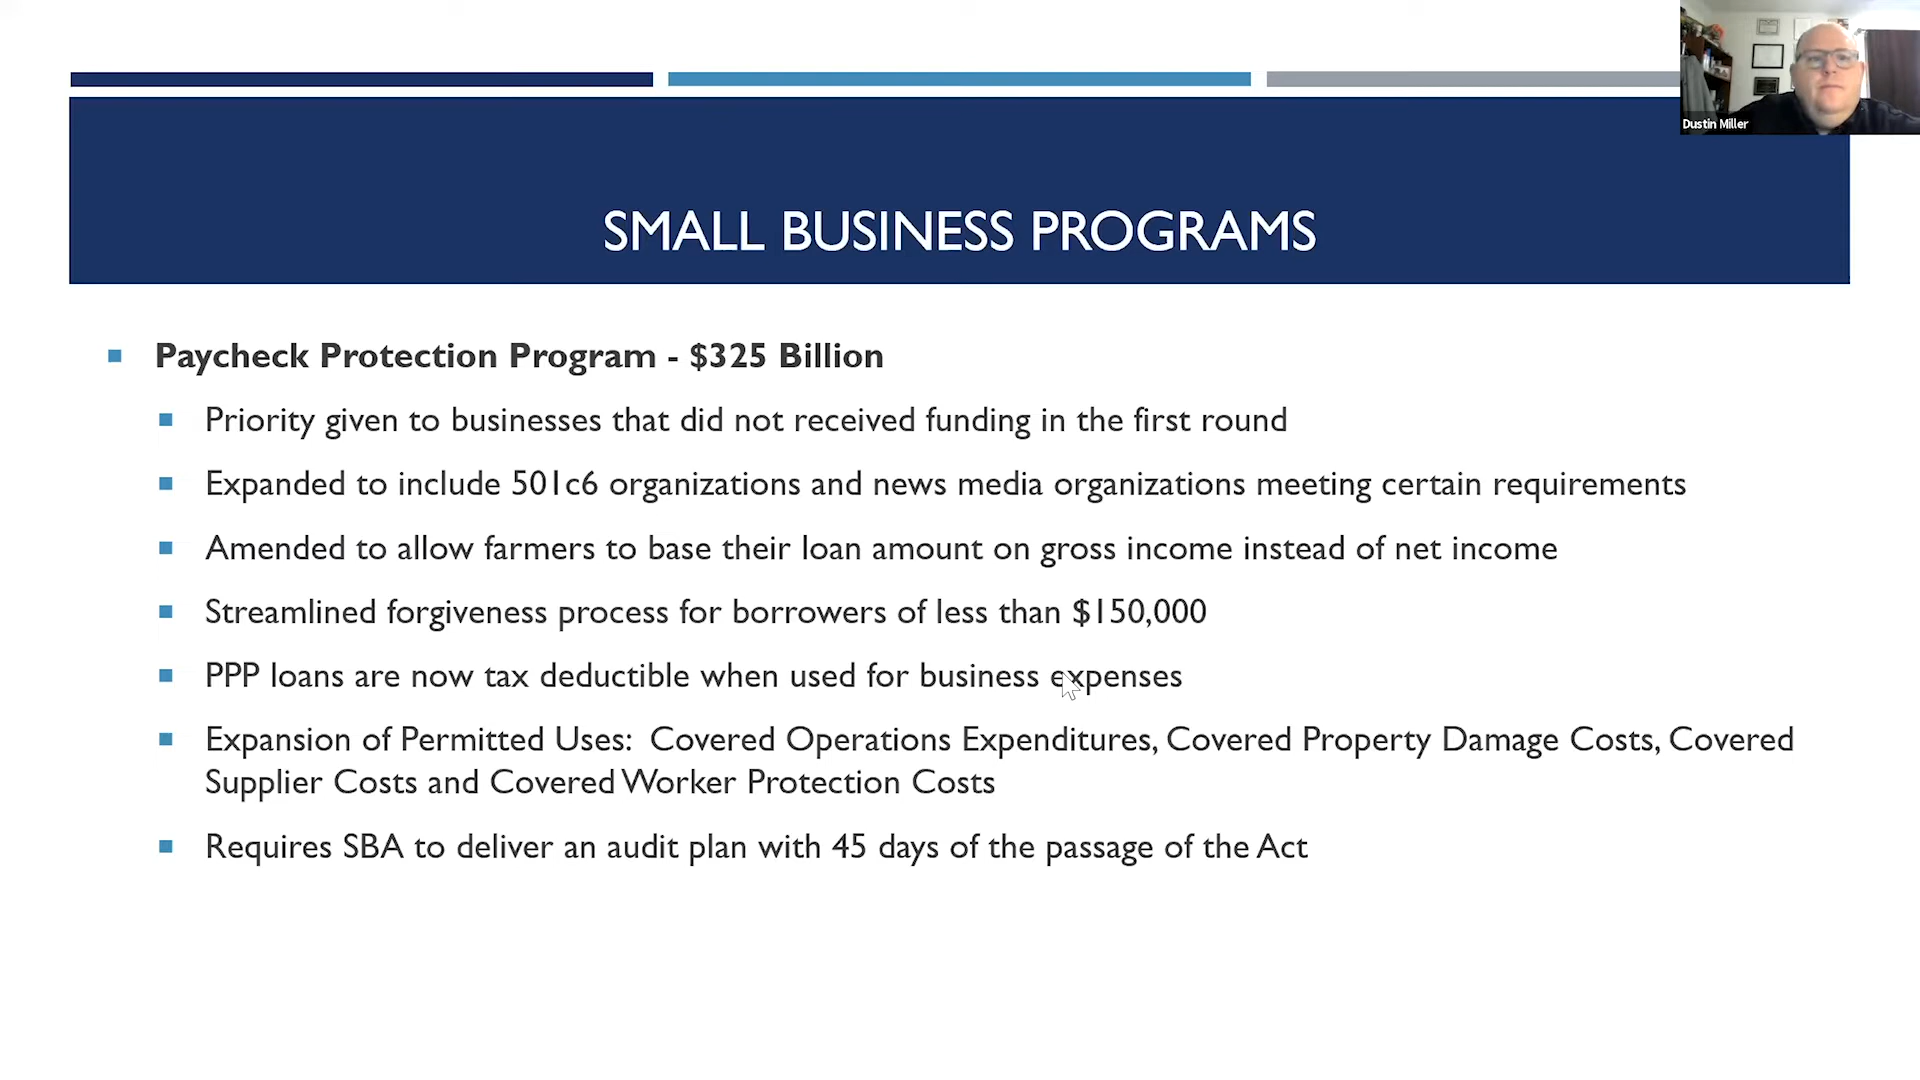 Dustin Miller
SMALL BUSINESS PROGRAMS
Paycheck Protection Program - $325 Billion
Priority given to businesses that did not received funding in the first round
Expanded to include 501c6 organizations and news media organizations meeting certain requirements
Amended to allow farmers to base their loan amount on gross income instead of net income
Streamlined forgiveness process for borrowers of less than $150,000
PPP loans are now tax deductible when used for business expenses
Expansion of Permitted Uses: Covered Operations Expenditures, Covered Property Damage Costs, Covered
Supplier Costs and Covered Worker Protection Costs
Requires SBA to deliver an audit plan with 45 days of the passage of the Act